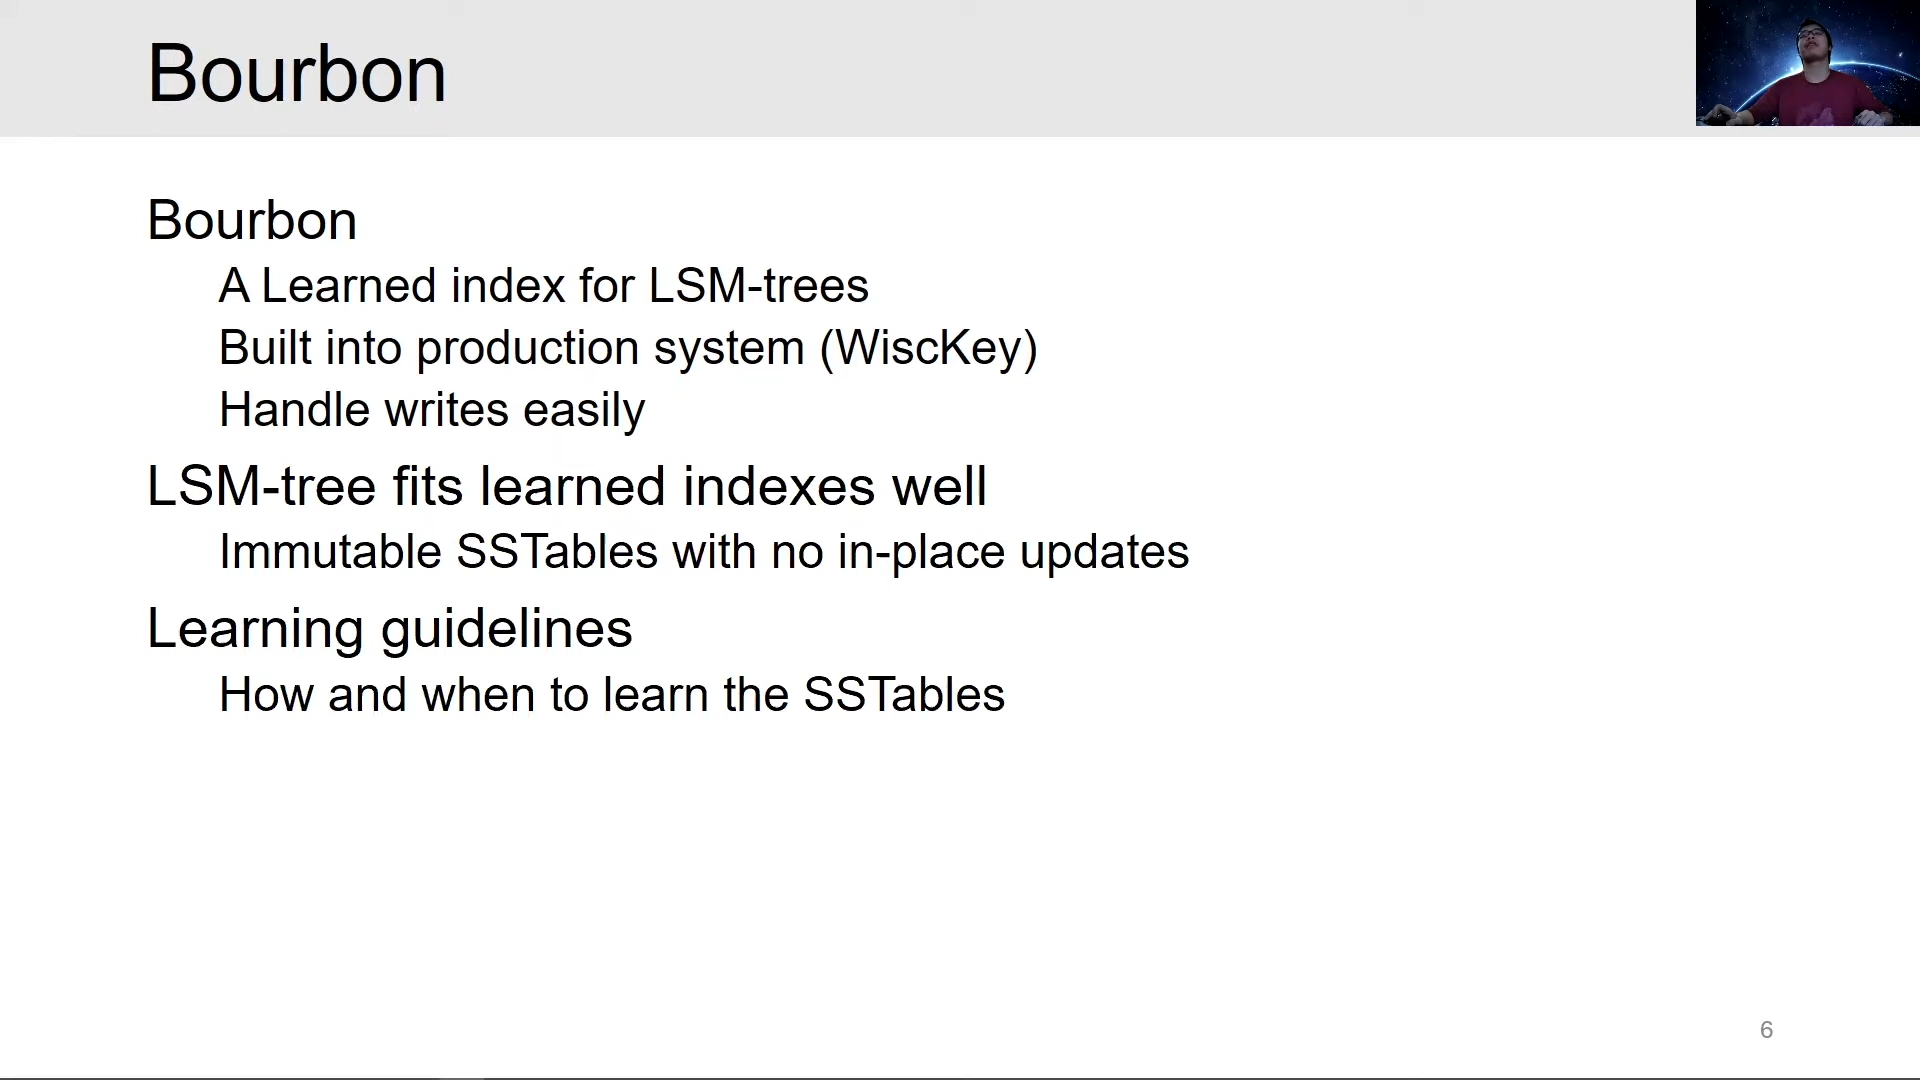 Bourbon
Bourbon
A Learned index for LSM-trees
Built into production system (WiscKey)
Handle writes easily
LSM-tree fits learned indexes well
Immutable SSTables with no in-place updates
Learning guidelines
How and when to learn the SSTables
6